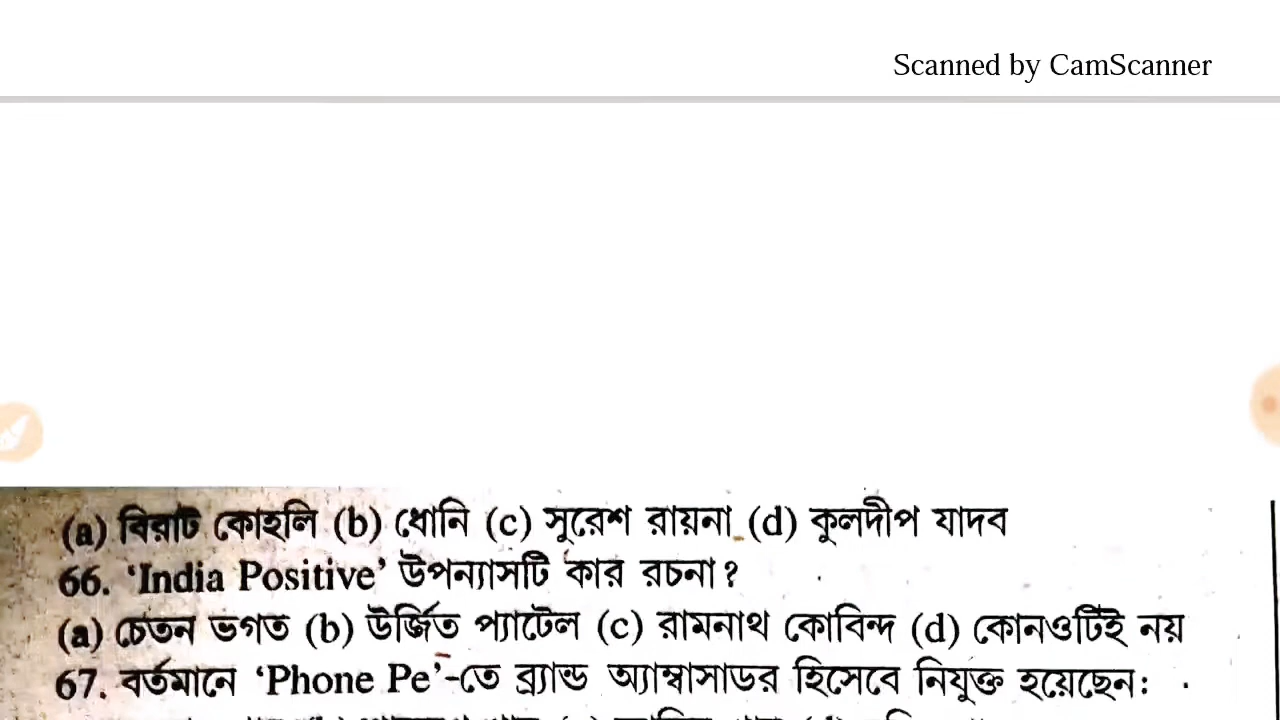 Scanned by CamScanner
(a) বিরাট কোহলি (b) ধোনি (c) সুরেশ রায়না (d) কুলদীপ যাদব
66. ‘India Positive’ উপন্যাসটি কার রচনা?
(a) চেতন ভগত (b) উর্জিত প্যাটেল (c) রামনাথ কোবিন্দ (d) কোনওটিই নয়
67. বর্তমানে ‘Phone Pe’-তে ব্র্যান্ড অ্যাম্বাসাডর হিসেবে নিযুক্ত হয়েছেন: